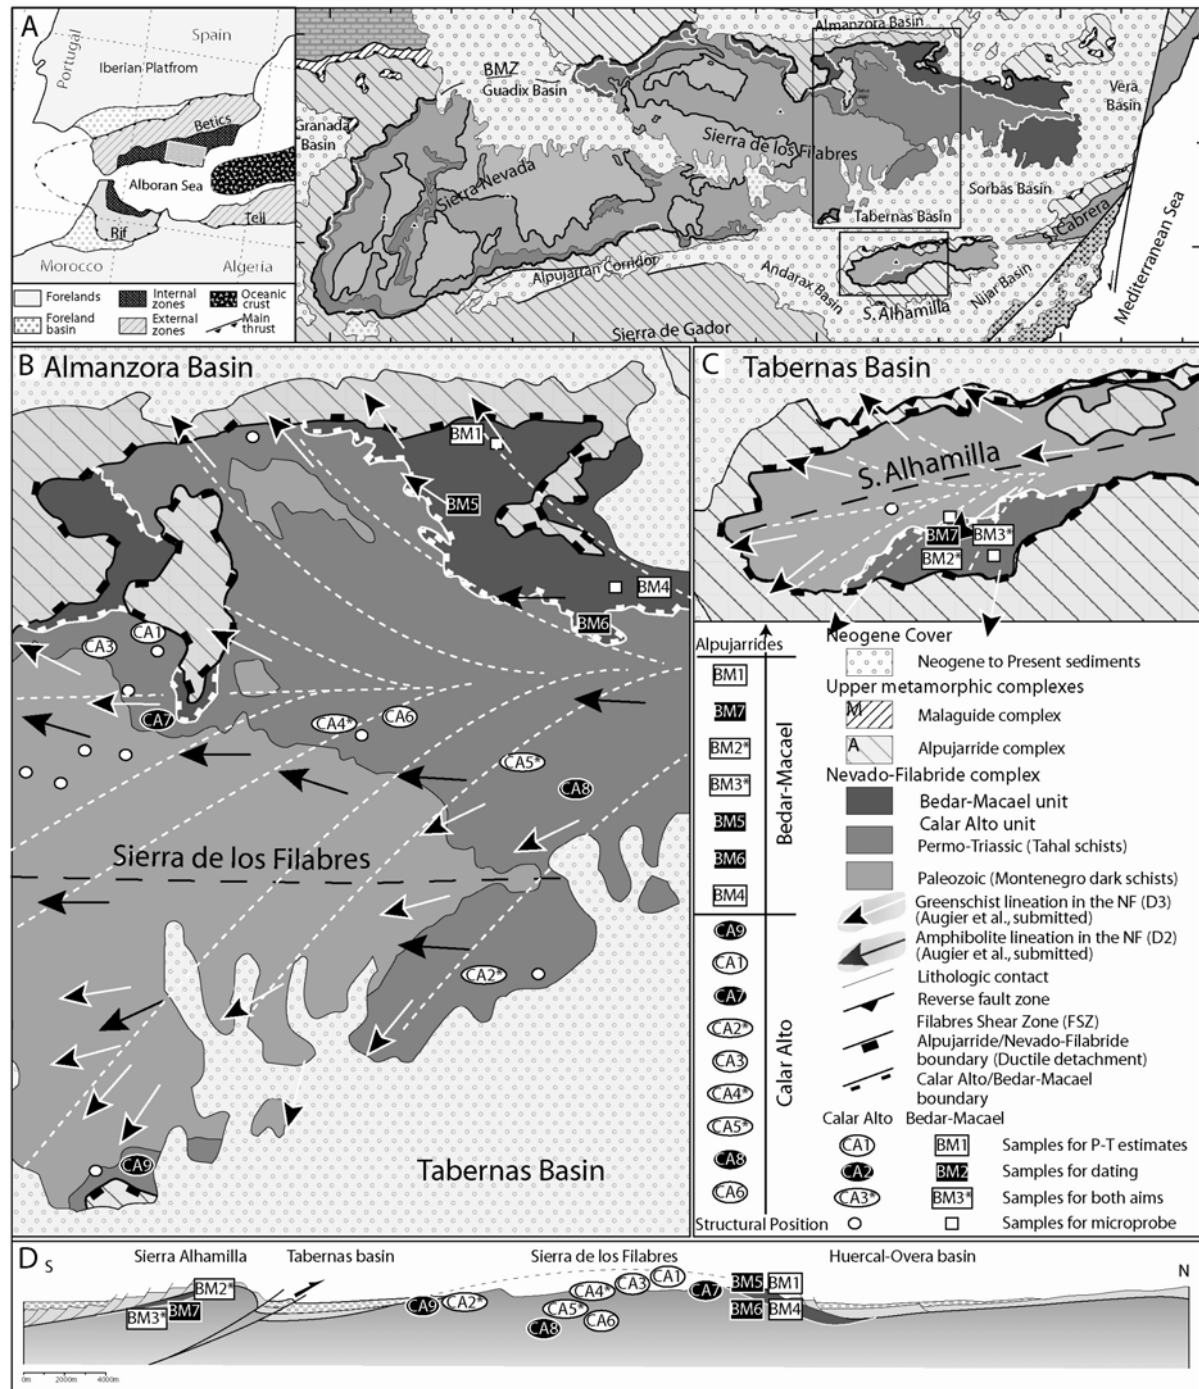 A
Spain
Portugal
Iberian Platfrom
Betics
Alboran Sea
Rif
Tell
Morocco
Algeria
Forelands
Internal
zones
Oceanic
crust
Foreland
basin
External
zones
Main
thrust
Almanzora Basin
BMZ
Guadix Basin
Granada
Basin
Vera
Basin
Sierra de los Filabres
Sierra Nevada
Sorbas Basin
Tabernas Basin
S. Cabrera
Alpujarran Corridor
Andarax Basin
Nijar Basin
S. Alhamilla
Sierra de Gador
Mediterranean Sea
B Almanzora Basin
BM1
BM5
BM4
BM6
CA1
CA3
CA7
CA4*
CA6
CA5*
CA8
Sierra de los Filabres
CA2*
CA9
Tabernas Basin
C Tabernas Basin
S. Alhamilla
BM7
BM3*
BM2*
Alpujarrides
BM1
BM7
BM2*
BM3*
BM5
BM6
BM4
Bedar-Macael
CA9
CA1
CA7
CA2*
CA3
CA4*
CA5*
CA8
CA6
Calar Alto
Structural Position
Neogene Cover
Neogene to Present sediments
Upper metamorphic complexes
M
Malaguide complex
A
Alpujarride complex
Nevado-Filabride complex
Bedar-Macael unit
Calar Alto unit
Permo-Triassic (Tahal schists)
Paleozoic (Montenegro dark schists)
Greenschist lineation in the NF (D3)
(Augier et al., submitted)
Amphibolite lineation in the NF (D2)
(Augier et al., submitted)
Lithologic contact
Reverse fault zone
Filabres Shear Zone (FSZ)
Alpujarride/Nevado-Filabride
boundary (Ductile detachment)
Calar Alto/Bedar-Macael
boundary
Calar Alto Bedar-Macael
CA1 BM1 Samples for P-T estimates
CA2 BM2 Samples for dating
CA3* BM3* Samples for both aims
Samples for microprobe
D
S
Sierra Alhamilla
Tabernas basin
Sierra de los Filabres
Huercal-Overa basin
N
BM2*
BM7
BM3*
CA9
CA2*
CA4*
CA3
CA1
CA7
BM5
BM1
CA5*
CA6
CA8
BM6
BM4
0m 2000m 4000m